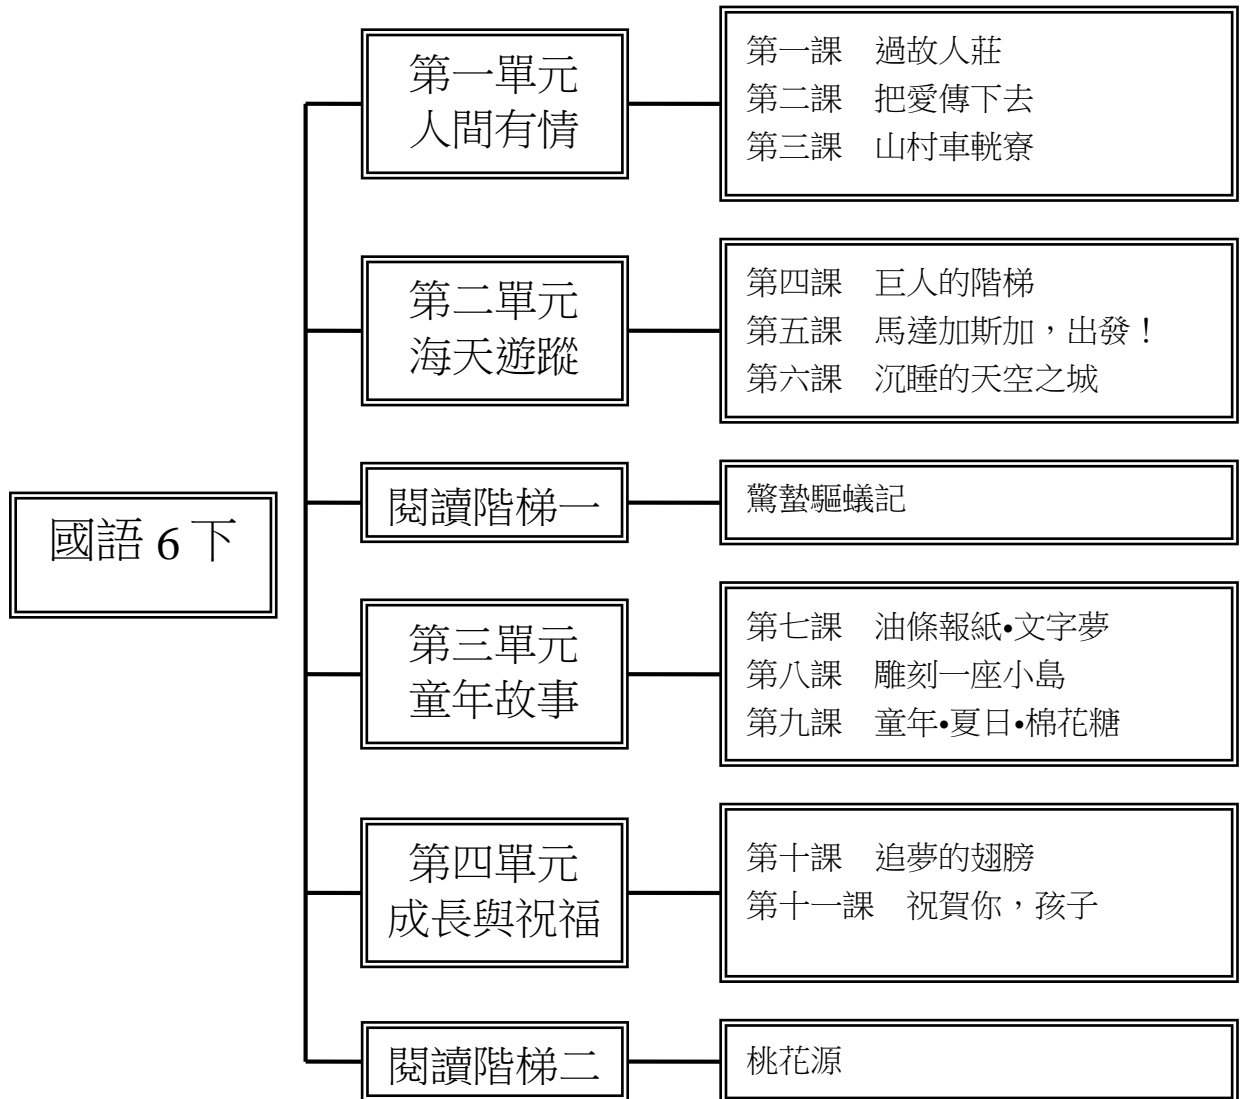 國語 6 下
第一單元
人間有情
第一課　過故人莊
第二課　把愛傳下去
第三課　山村車輄寮
第二單元
海天遊蹤
第四課　巨人的階梯
第五課　馬達加斯加，出發！
第六課　沉睡的天空之城
閱讀階梯一
驚蟄驅蟻記
第三單元
童年故事
第七課　油條報紙•文字夢
第八課　雕刻一座小島
第九課　童年•夏日•棉花糖
第四單元
成長與祝福
第十課　追夢的翅膀
第十一課　祝賀你，孩子
閱讀階梯二
桃花源